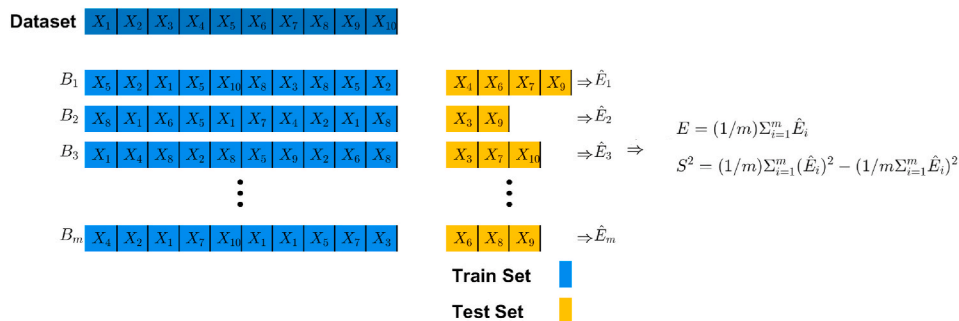 Dataset X₁ X₂ X₃ X₄ X₅ X₆ X₇ X₈ X₉ X₁₀
B₁ X₅ X₂ X₁ X₅ X₁₀ X₈ X₃ X₈ X₅ X₂ X₄ X₆ X₇ X₉ ⇒Ê₁
B₂ X₈ X₁ X₆ X₅ X₁ X₇ X₄ X₂ X₁ X₈ X₃ X₉ ⇒Ê₂
B₃ X₁ X₄ X₈ X₂ X₈ X₅ X₉ X₂ X₆ X₈ X₃ X₇ X₁₀ ⇒Ê₃ ⇒
E = (1/m)Σᵢ₌₁ᵐ Êᵢ
S² = (1/m)Σᵢ₌₁ᵐ(Êᵢ)² − (1/mΣᵢ₌₁ᵐÊᵢ)²
Bₘ X₄ X₂ X₁ X₇ X₁₀ X₁ X₁ X₅ X₇ X₃ X₆ X₈ X₉ ⇒Êₘ
Train Set
Test Set